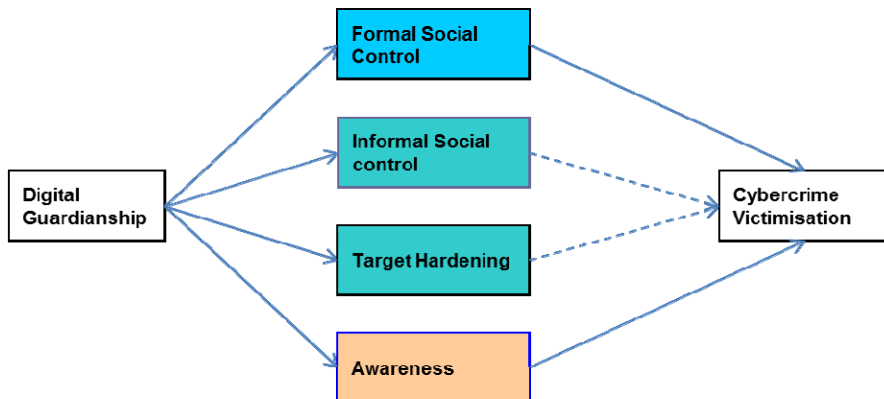 Formal Social
Control
Informal Social
control
Digital
Guardianship
Cybercrime
Victimisation
Target Hardening
Awareness